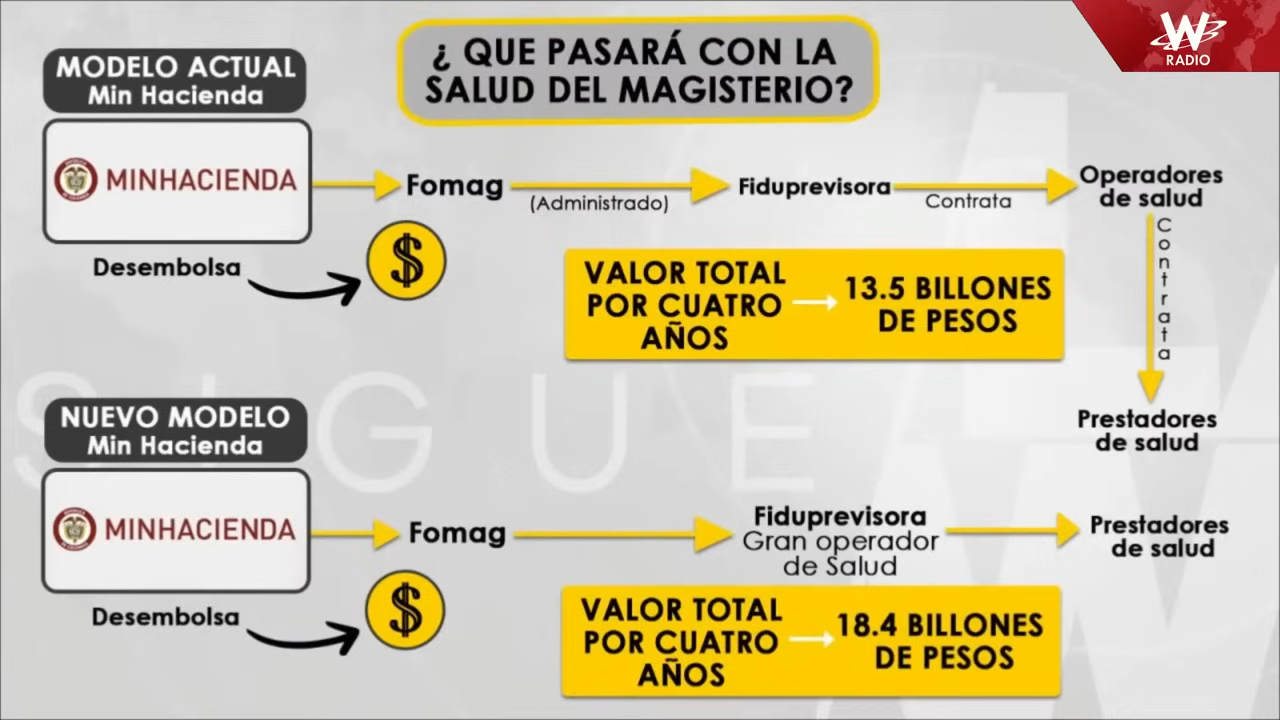 W
RADIO
¿ QUE PASARÁ CON LA
SALUD DEL MAGISTERIO?
MODELO ACTUAL
Min Hacienda
MINHACIENDA
Desembolsa
$
Fomag
(Administrado)
Fiduprevisora
Contrata
Operadores
de salud
Contrata
Prestadores
de salud
VALOR TOTAL
POR CUATRO
AÑOS
13.5 BILLONES
DE PESOS
SIGUE
NUEVO MODELO
Min Hacienda
MINHACIENDA
Desembolsa
$
Fomag
Fiduprevisora
Gran operador
de Salud
Prestadores
de salud
VALOR TOTAL
POR CUATRO
AÑOS
18.4 BILLONES
DE PESOS